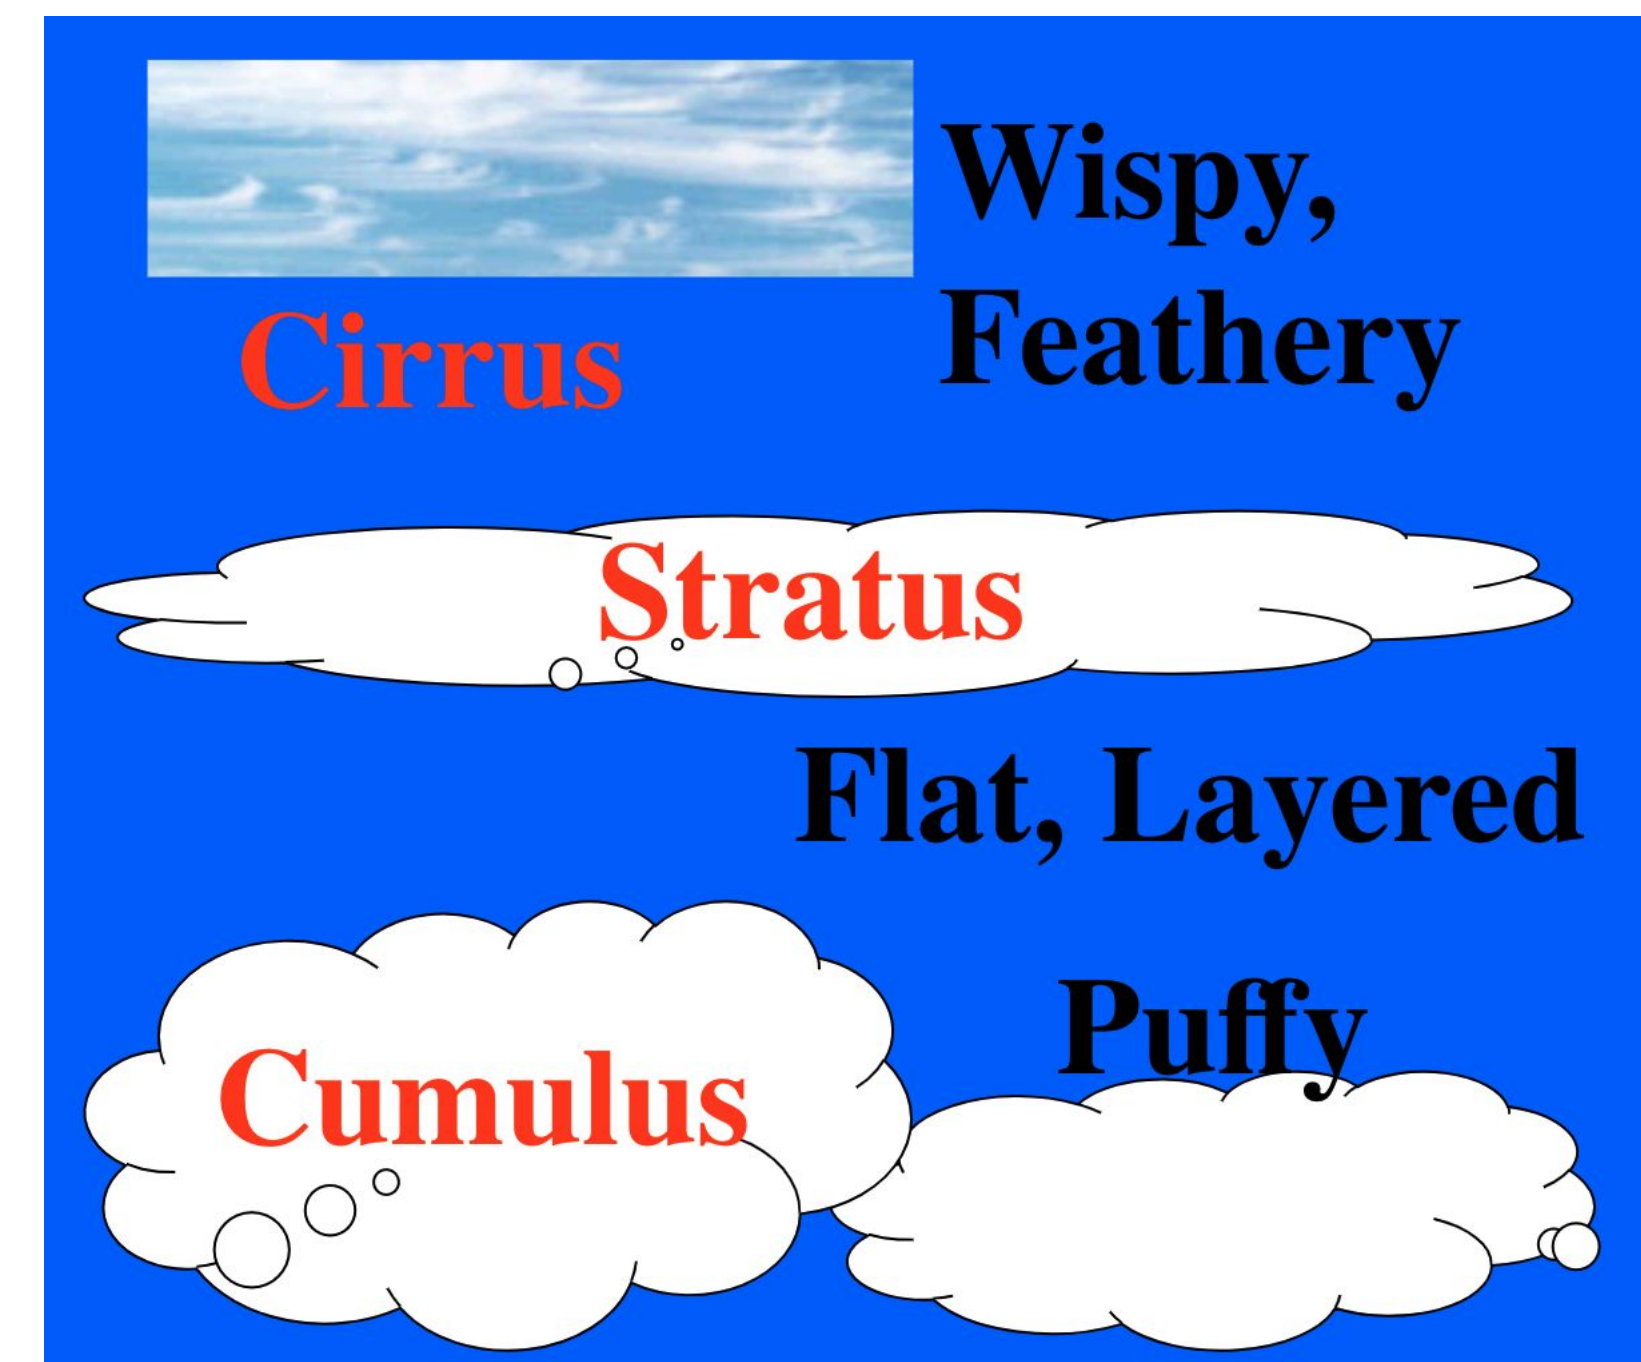 Wispy,
Feathery
Cirrus
Stratus
Flat, Layered
Puffy
Cumulus